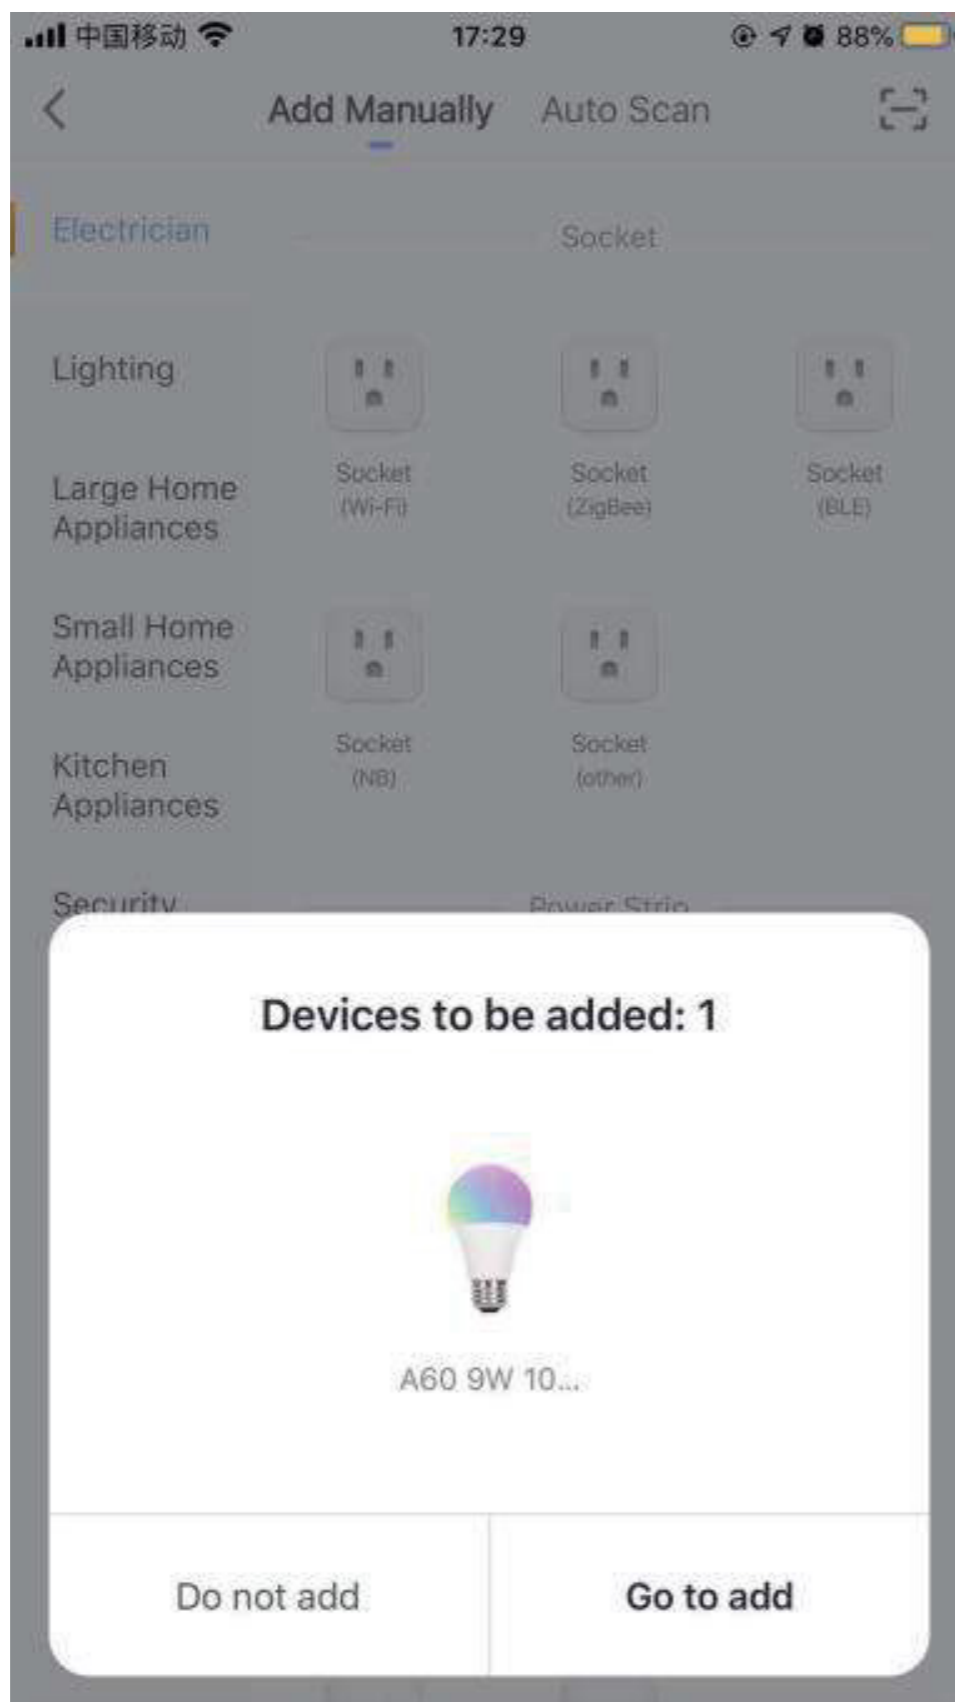 中国移动 17:29 88%
Add Manually Auto Scan
Electrician
Socket
Lighting
Socket
(Wi-Fi)
Socket
(ZigBee)
Socket
(BLE)
Large Home
Appliances
Small Home
Appliances
Socket
(NB)
Socket
(other)
Kitchen
Appliances
Security
Power Strip
Devices to be added: 1
A60 9W 10...
Do not add
Go to add